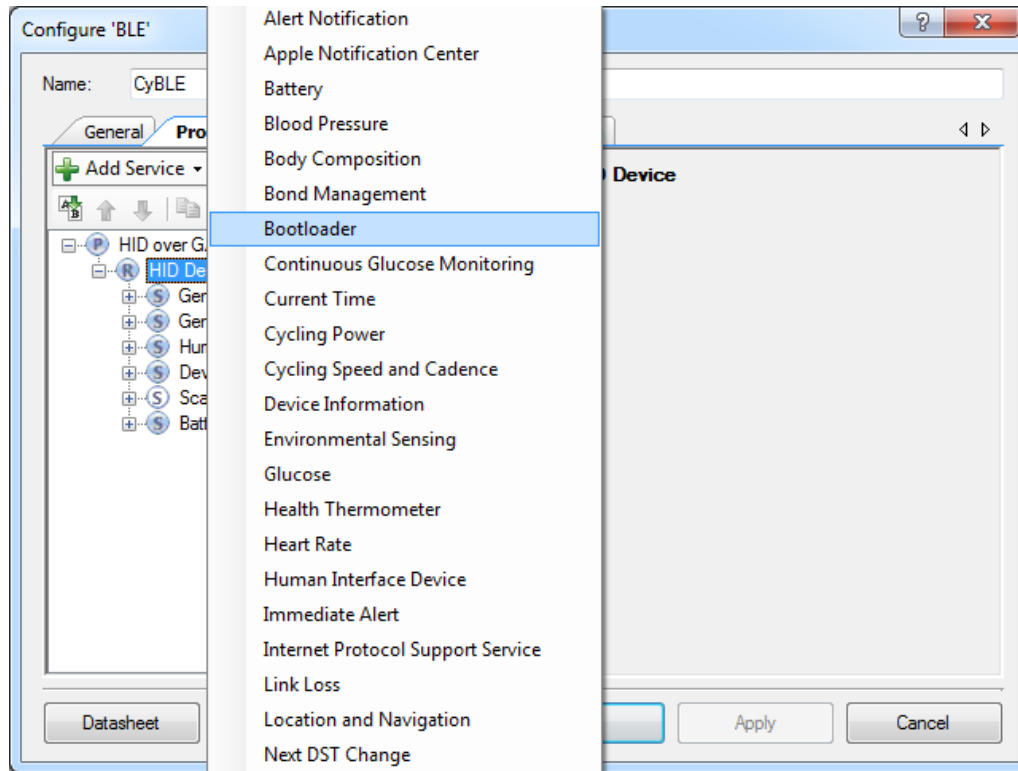 Configure 'BLE'
Name:
CyBLE
General
Pro
Add Service
Device
HID over G
HID De
Ger
Ger
Hur
Dev
Sca
Batt
Alert Notification
Apple Notification Center
Battery
Blood Pressure
Body Composition
Bond Management
Bootloader
Continuous Glucose Monitoring
Current Time
Cycling Power
Cycling Speed and Cadence
Device Information
Environmental Sensing
Glucose
Health Thermometer
Heart Rate
Human Interface Device
Immediate Alert
Internet Protocol Support Service
Link Loss
Location and Navigation
Next DST Change
Datasheet
Apply
Cancel